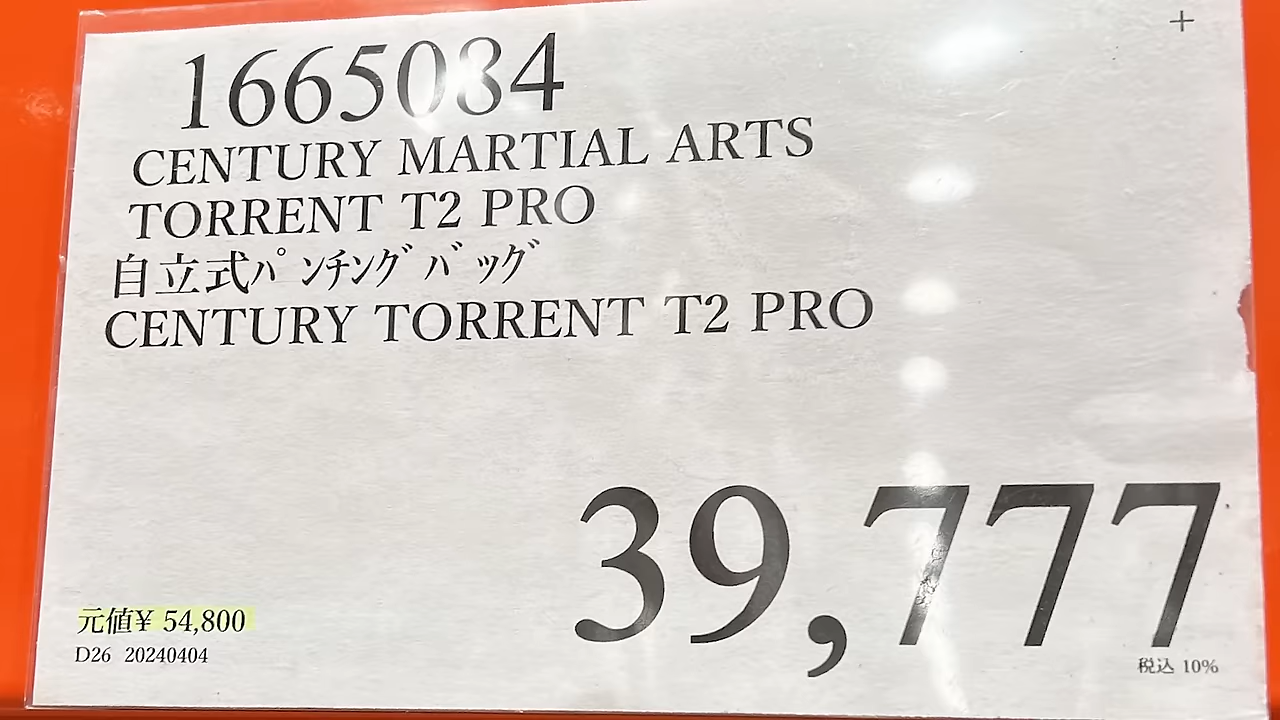 +
1665034
CENTURY MARTIAL ARTS
TORRENT T2 PRO
自立式ﾊﾟﾝﾁﾝｸﾞﾊﾞｯｸﾞ
CENTURY TORRENT T2 PRO
39,777
元値¥ 54,800
D26 20240404
税込 10%